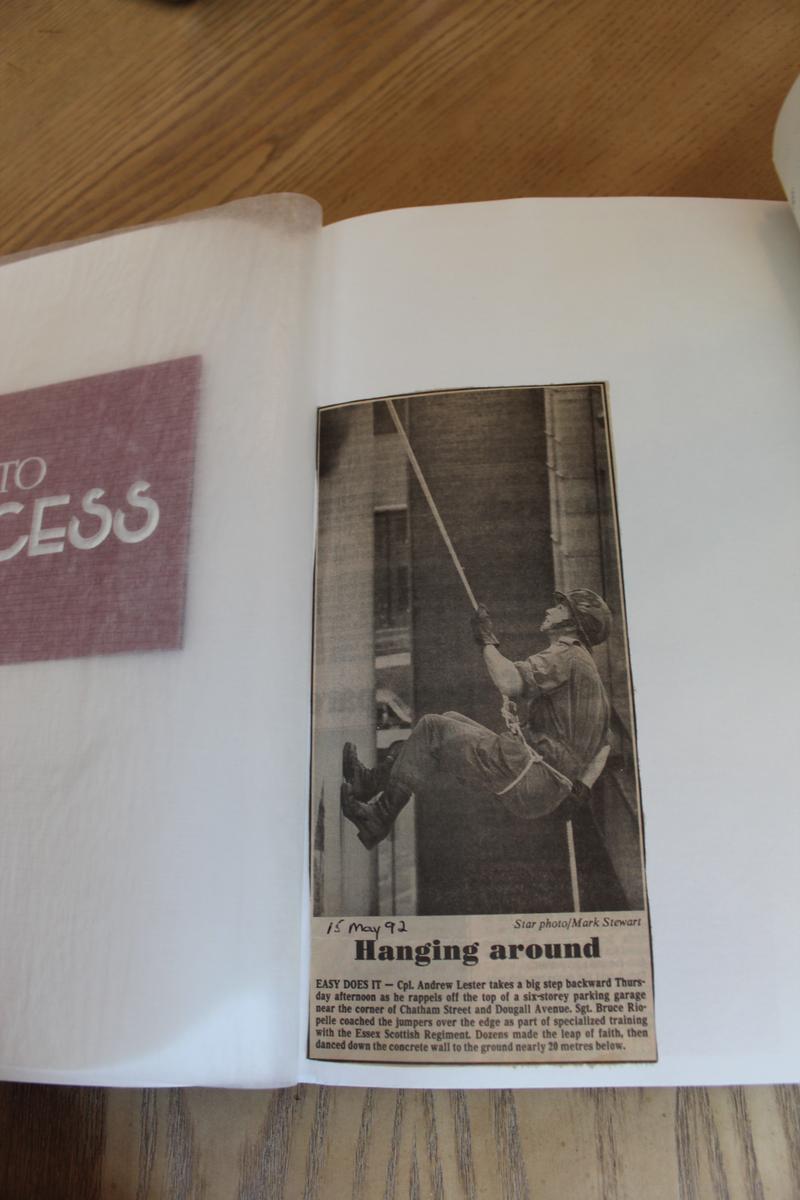 TO
CESS
15 May 92
Star photo/Mark Stewart
Hanging around
EASY DOES IT — Cpl. Andrew Lester takes a big step backward Thurs-
day afternoon as he rappels off the top of a six-storey parking garage
near the corner of Chatham Street and Dougall Avenue. Sgt. Bruce Rio-
pelle coached the jumpers over the edge as part of specialized training
with the Essex Scottish Regiment. Dozens made the leap of faith, then
danced down the concrete wall to the ground nearly 20 metres below.